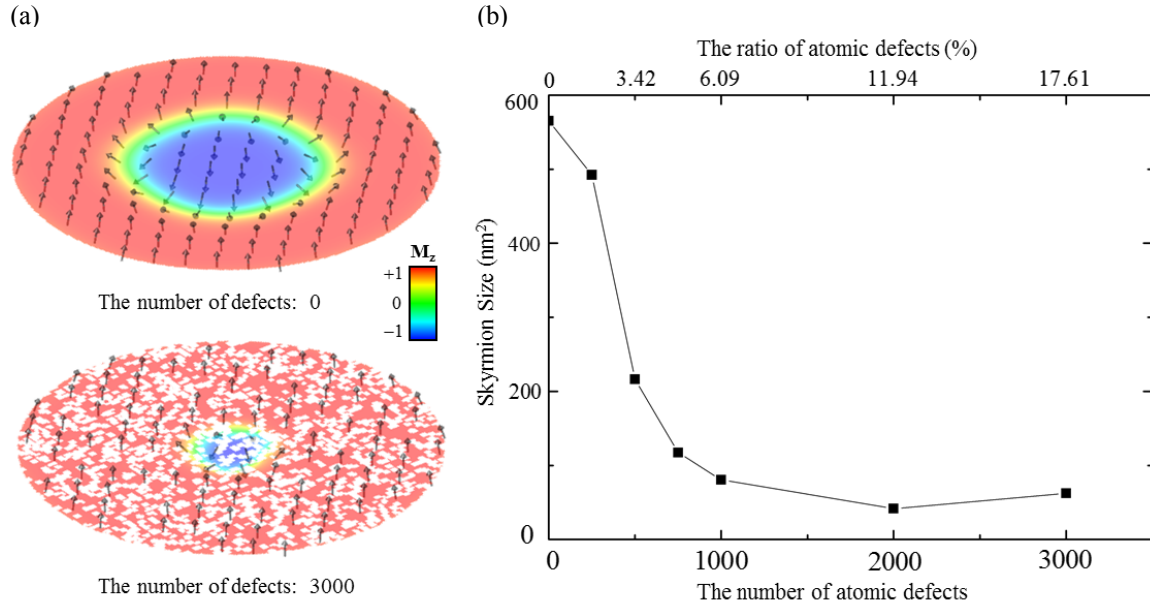 (a)
M_z
+1
0
−1
The number of defects: 0
The number of defects: 3000
(b)
The ratio of atomic defects (%)
0 3.42 6.09 11.94 17.61
600
400
200
0
Skyrmion Size (nm²)
0 1000 2000 3000
The number of atomic defects